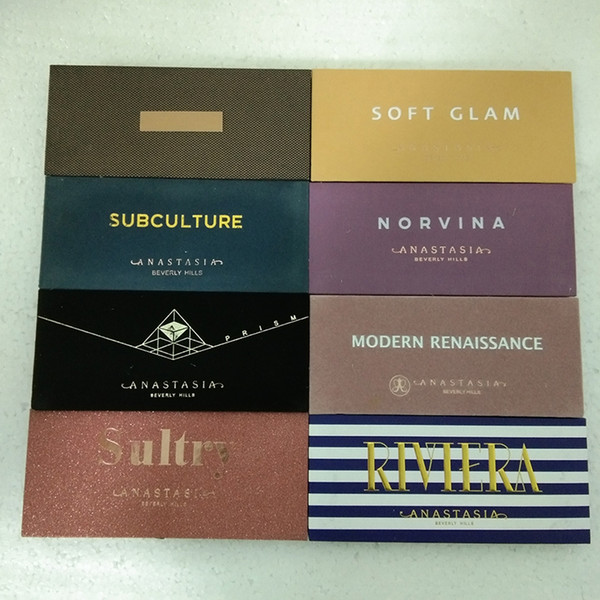 SOFT GLAM
SUBCULTURE
ANASTASIA
BEVERLY HILLS
NORVINA
ANASTASIA
BEVERLY HILLS
PRISM
ANASTASIA
BEVERLY HILLS
MODERN RENAISSANCE
ANASTASIA
BEVERLY HILLS
Sultry
ANASTASIA
BEVERLY HILLS
RIVIERA
ANASTASIA
BEVERLY HILLS